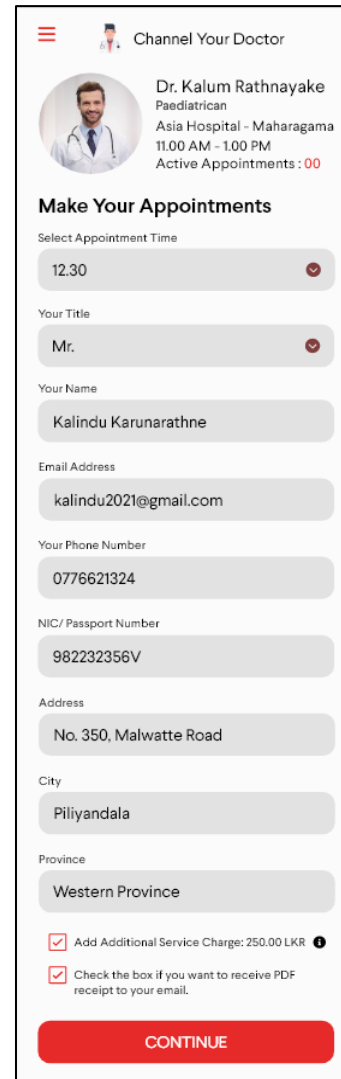 Channel Your Doctor
Dr. Kalum Rathnayake
Paediatrican
Asia Hospital - Maharagama
11.00 AM - 1.00 PM
Active Appointments : 00
Make Your Appointments
Select Appointment Time
12.30
Your Title
Mr.
Your Name
Kalindu Karunarathne
Email Address
kalindu2021@gmail.com
Your Phone Number
0776621324
NIC/ Passport Number
982232356V
Address
No. 350, Malwatte Road
City
Piliyandala
Province
Western Province
Add Additional Service Charge: 250.00 LKR
Check the box if you want to receive PDF
receipt to your email.
CONTINUE